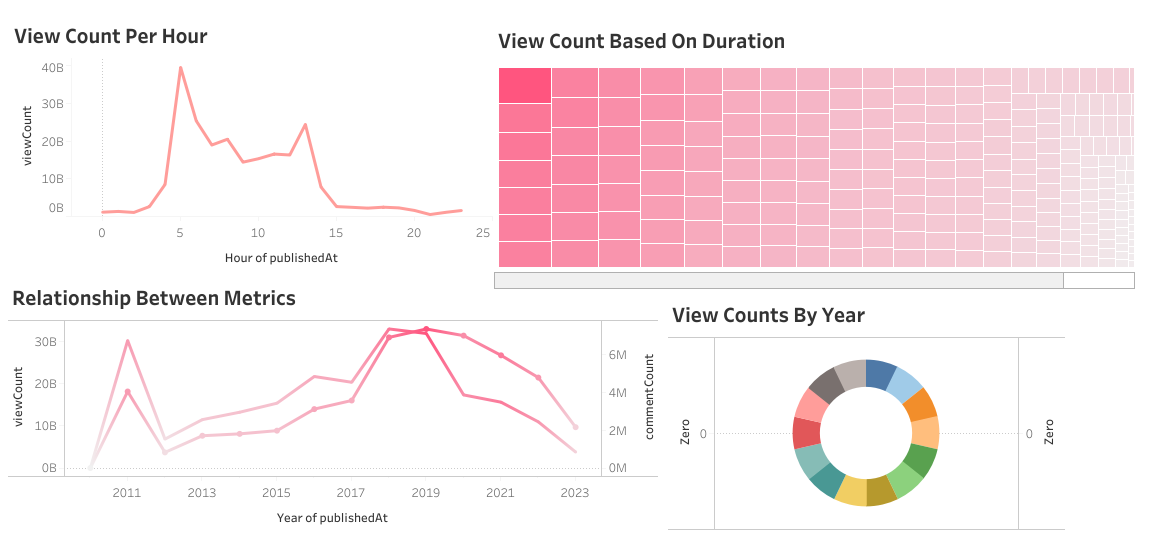 View Count Per Hour
40B
30B
20B
10B
0B
viewCount
0 5 10 15 20 25
Hour of publishedAt
View Count Based On Duration
Relationship Between Metrics
30B
20B
10B
0B
viewCount
6M
4M
2M
0M
commentCount
2011 2013 2015 2017 2019 2021 2023
Year of publishedAt
View Counts By Year
Zero
0
0
Zero